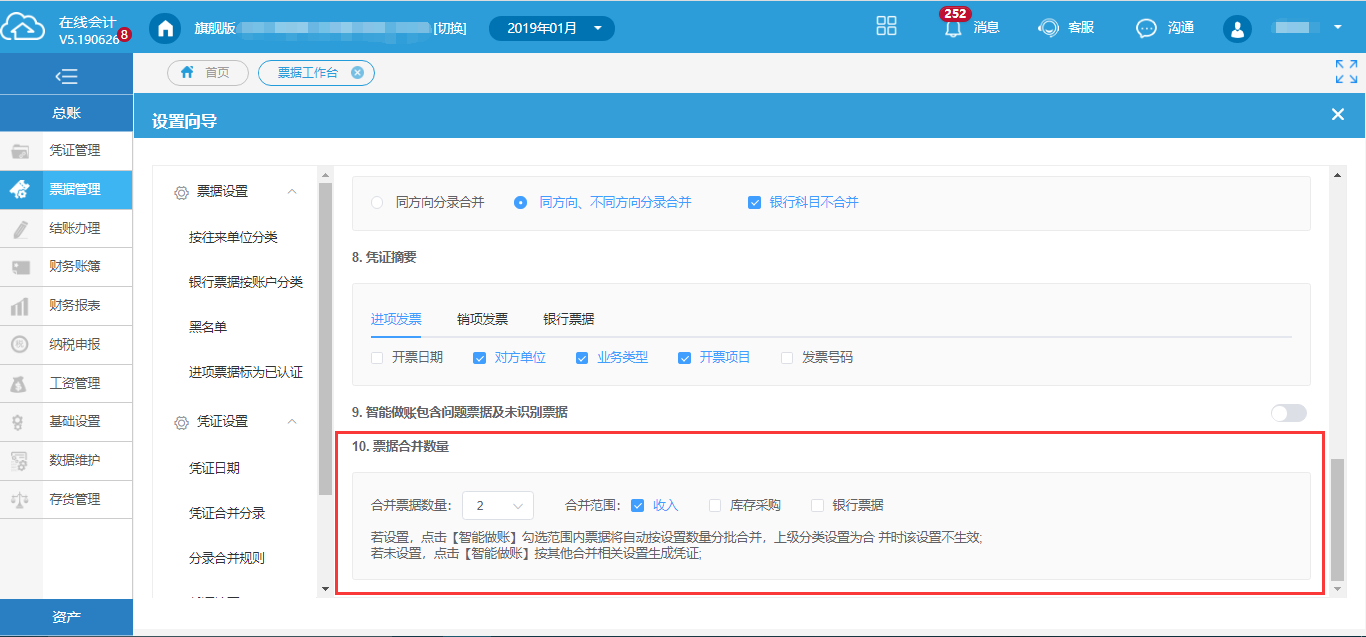 在线会计
V5.190626
8
旗舰版
[切换]
2019年01月
252
消息
客服
沟通
首页
票据工作台
总账
设置向导
凭证管理
票据管理
结账办理
财务账簿
财务报表
纳税申报
税
工资管理
基础设置
数据维护
存货管理
资产
票据设置
按往来单位分类
银行票据按账户分类
黑名单
进项票据标为已认证
凭证设置
凭证日期
凭证合并分录
分录合并规则
同方向分录合并 同方向、不同方向分录合并 银行科目不合并
8. 凭证摘要
进项发票 销项发票 银行票据
开票日期 对方单位 业务类型 开票项目 发票号码
9. 智能做账包含问题票据及未识别票据
10. 票据合并数量
合并票据数量: 2 合并范围: 收入 库存采购 银行票据
若设置，点击【智能做账】勾选范围内票据将自动按设置数量分批合并，上级分类设置为合 并时该设置不生效;
若未设置，点击【智能做账】按其他合并相关设置生成凭证;